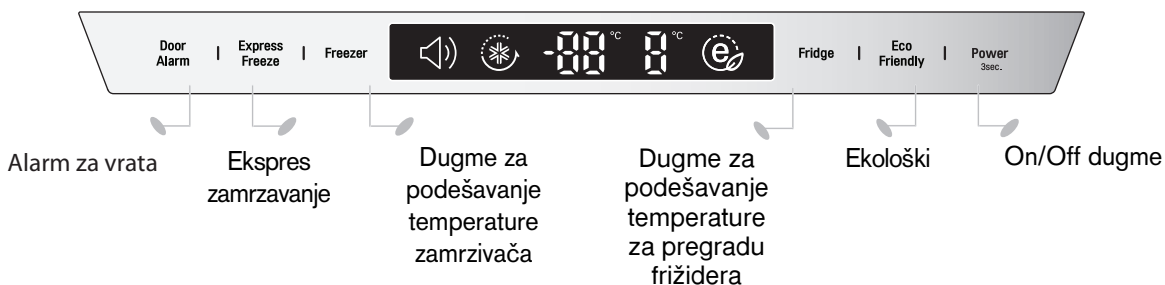 Door
Alarm
Express
Freeze
Freezer
-88 °C
8 °C
e
Fridge
Eco
Friendly
Power
3sec.
Alarm za vrata
Ekspres
zamrzavanje
Dugme za
podešavanje
temperature
zamrzivača
Dugme za
podešavanje
temperature
za pregradu
frižidera
Ekološki
On/Off dugme